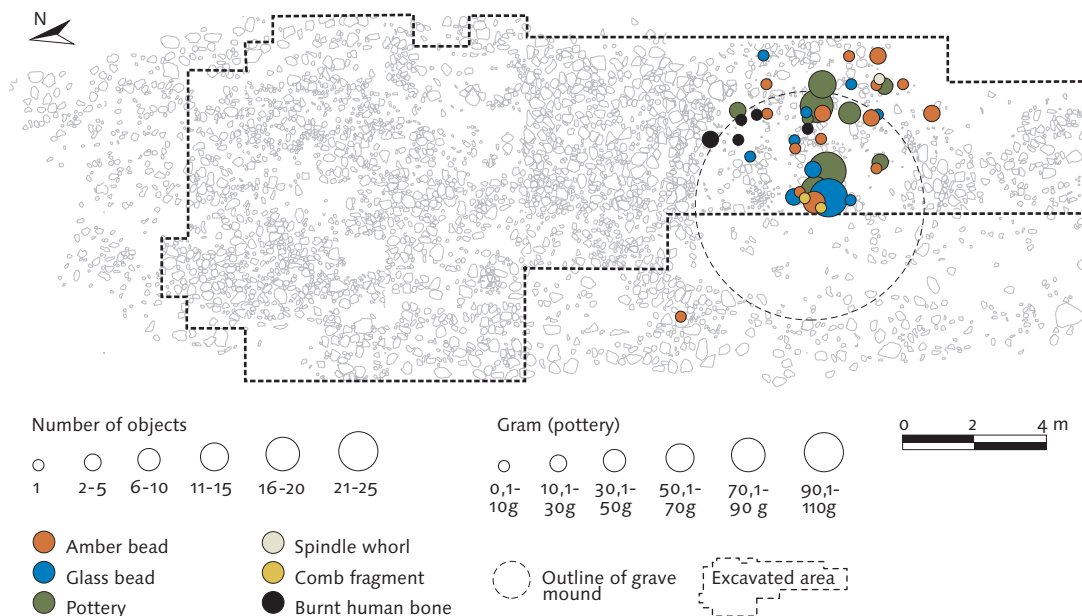 N
Number of objects
1 2-5 6-10 11-15 16-20 21-25
Gram (pottery)
0,1- 10,1- 30,1- 50,1- 70,1- 90,1-
10g 30g 50g 70g 90 g 110g
0 2 4 m
Amber bead
Glass bead
Pottery
Spindle whorl
Comb fragment
Burnt human bone
Outline of grave
mound
Excavated area